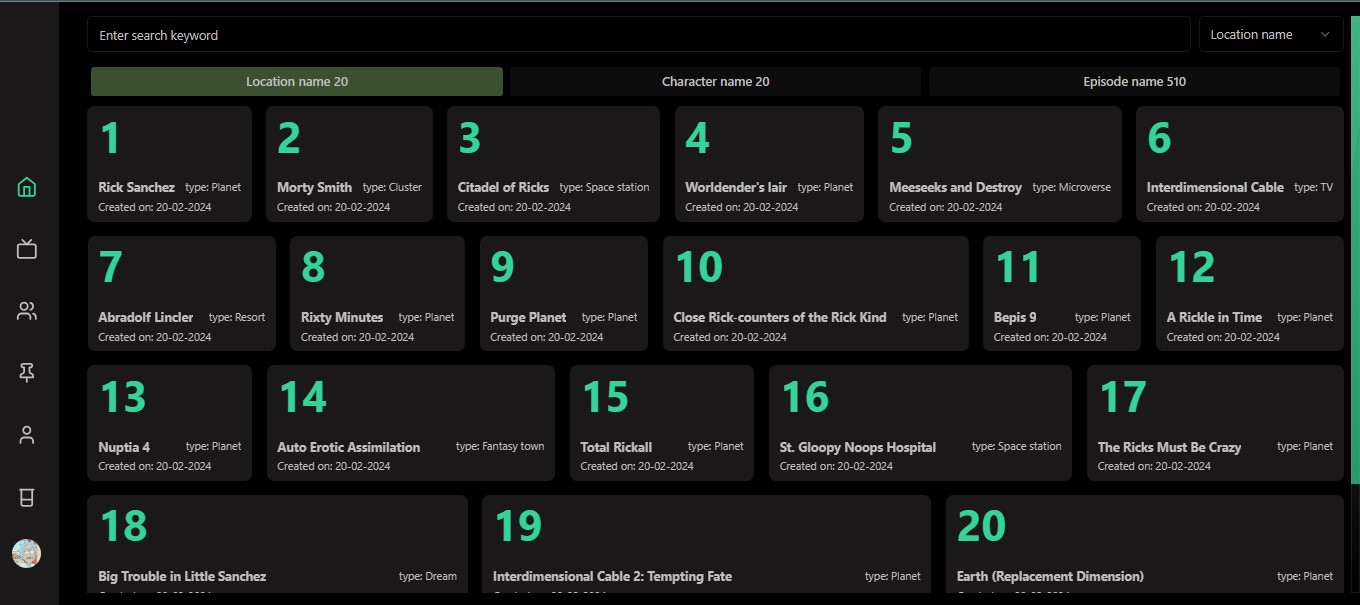 Enter search keyword
Location name
Location name 20
Character name 20
Episode name 510
1
Rick Sanchez type: Planet
Created on: 20-02-2024
2
Morty Smith type: Cluster
Created on: 20-02-2024
3
Citadel of Ricks type: Space station
Created on: 20-02-2024
4
Worldender's lair type: Planet
Created on: 20-02-2024
5
Meeseeks and Destroy type: Microverse
Created on: 20-02-2024
6
Interdimensional Cable type: TV
Created on: 20-02-2024
7
Abradolf Lincler type: Resort
Created on: 20-02-2024
8
Rixty Minutes type: Planet
Created on: 20-02-2024
9
Purge Planet type: Planet
Created on: 20-02-2024
10
Close Rick-counters of the Rick Kind type: Planet
Created on: 20-02-2024
11
Bepis 9 type: Planet
Created on: 20-02-2024
12
A Rickle in Time type: Planet
Created on: 20-02-2024
13
Nuptia 4 type: Planet
Created on: 20-02-2024
14
Auto Erotic Assimilation type: Fantasy town
Created on: 20-02-2024
15
Total Rickall type: Planet
Created on: 20-02-2024
16
St. Gloopy Noops Hospital type: Space station
Created on: 20-02-2024
17
The Ricks Must Be Crazy type: Planet
Created on: 20-02-2024
18
Big Trouble in Little Sanchez type: Dream
19
Interdimensional Cable 2: Tempting Fate type: Planet
20
Earth (Replacement Dimension) type: Planet